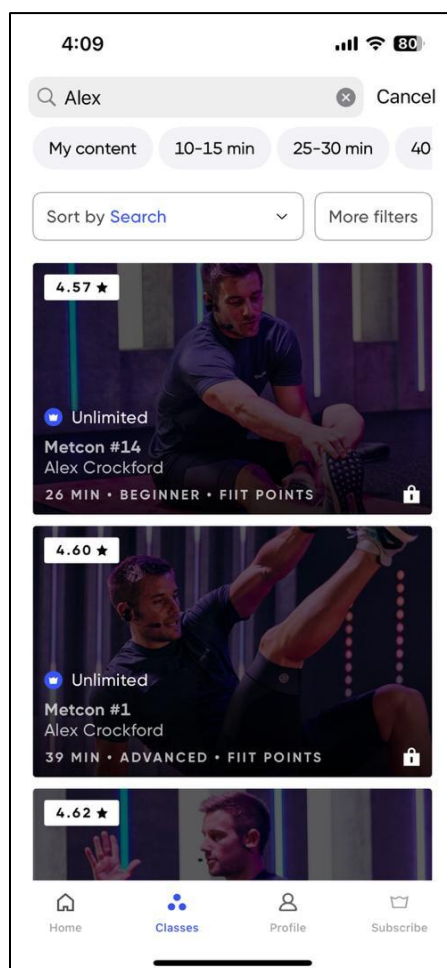 4:09
80
Alex
Cancel
My content
10-15 min
25-30 min
40-
Sort by Search
More filters
4.57 ★
Unlimited
Metcon #14
Alex Crockford
26 MIN • BEGINNER • FIIT POINTS
4.60 ★
Unlimited
Metcon #1
Alex Crockford
39 MIN • ADVANCED • FIIT POINTS
4.62 ★
Home
Classes
Profile
Subscribe